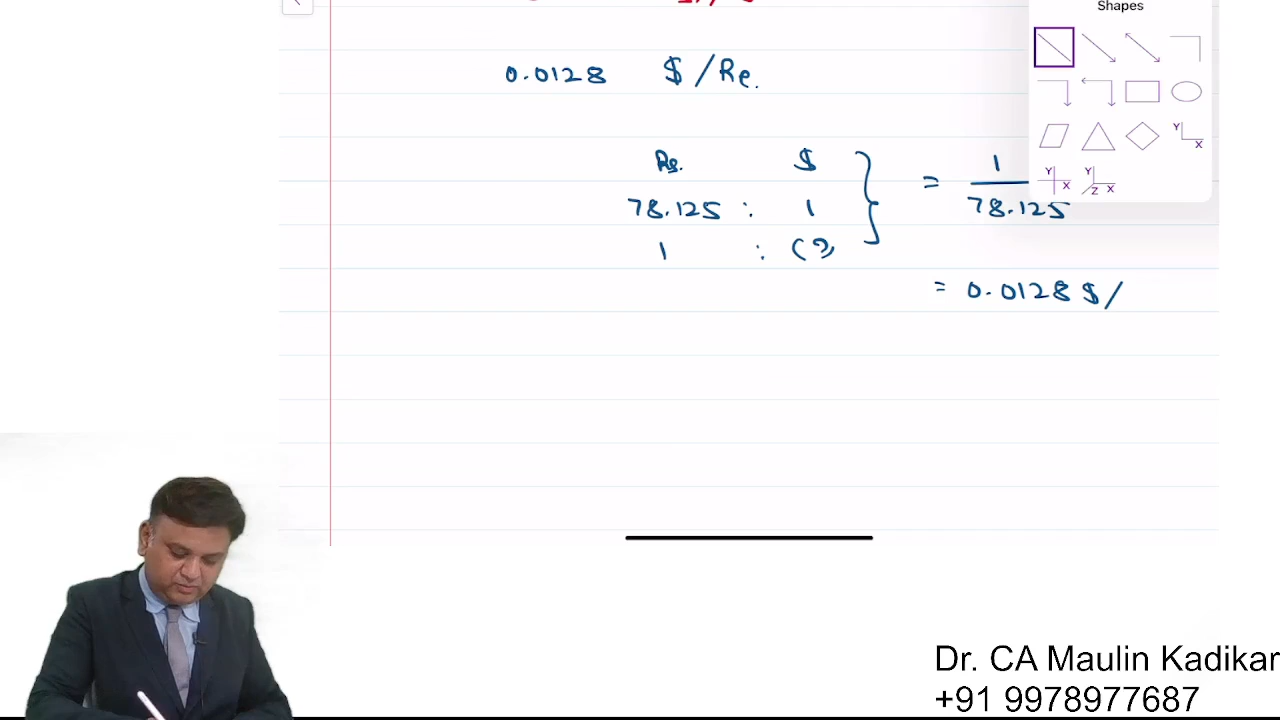 Shapes
0.0128 $/Re.
Rs. $
78.125 : 1
1 : (?)
= 1
78.125
= 0.0128 $/
Y X
Y X
Y Z X
Dr. CA Maulin Kadikar
+91 9978977687